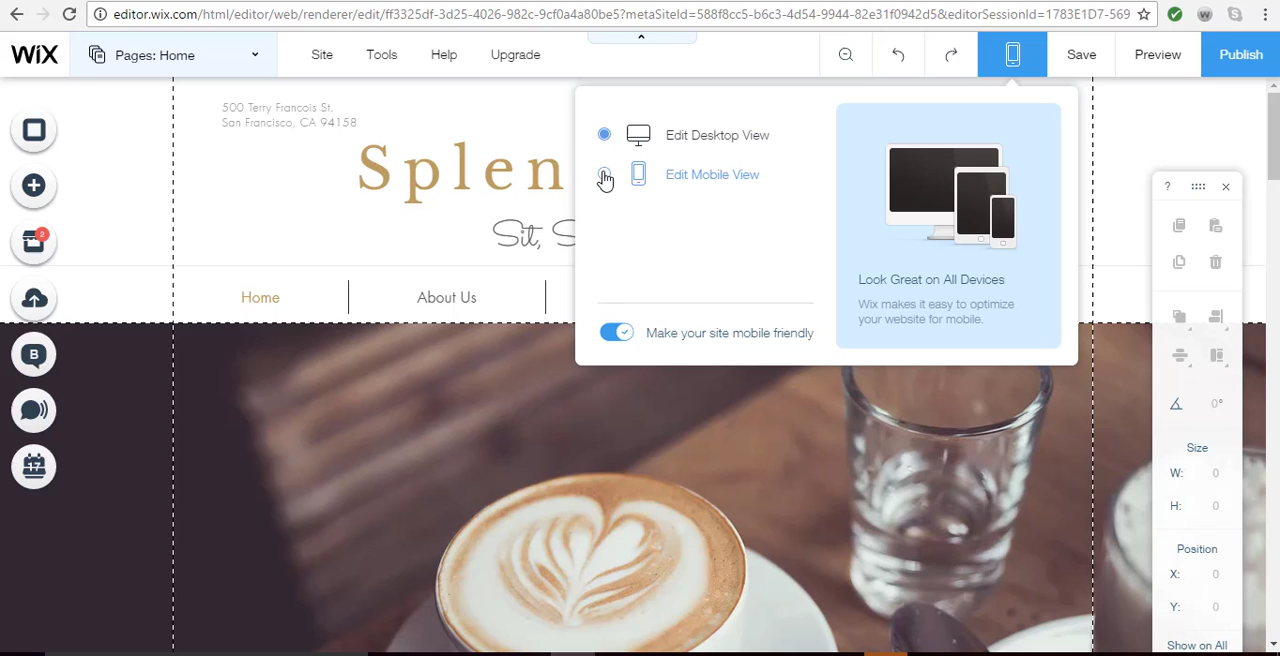 editor.wix.com/html/editor/web/renderer/edit/ff3325df-3d25-4026-982c-9cf0a4a80be5?metaSiteId=588f8cc5-b6c3-4d54-9944-82e31f0942d5&editorSessionId=1783E1D7-569
WiX
Pages: Home
Site
Tools
Help
Upgrade
Save
Preview
Publish
500 Terry Francois St.
San Francisco, CA 94158
Splen
Sit, S
Home
About Us
Edit Desktop View
Edit Mobile View
Make your site mobile friendly
Look Great on All Devices
Wix makes it easy to optimize
your website for mobile.
2
B
17
?
0°
Size
W: 0
H: 0
Position
X: 0
Y: 0
Show on All